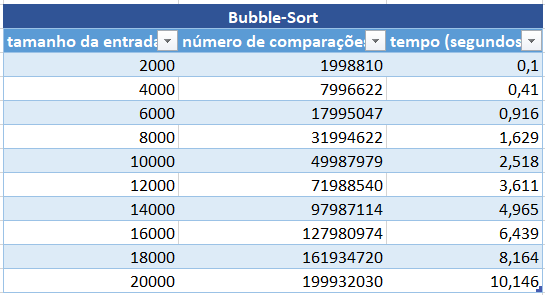 Bubble-Sort
tamanho da entrada número de comparações tempo (segundos)
2000 1998810 0,1
4000 7996622 0,41
6000 17995047 0,916
8000 31994622 1,629
10000 49987979 2,518
12000 71988540 3,611
14000 97987114 4,965
16000 127980974 6,439
18000 161934720 8,164
20000 199932030 10,146